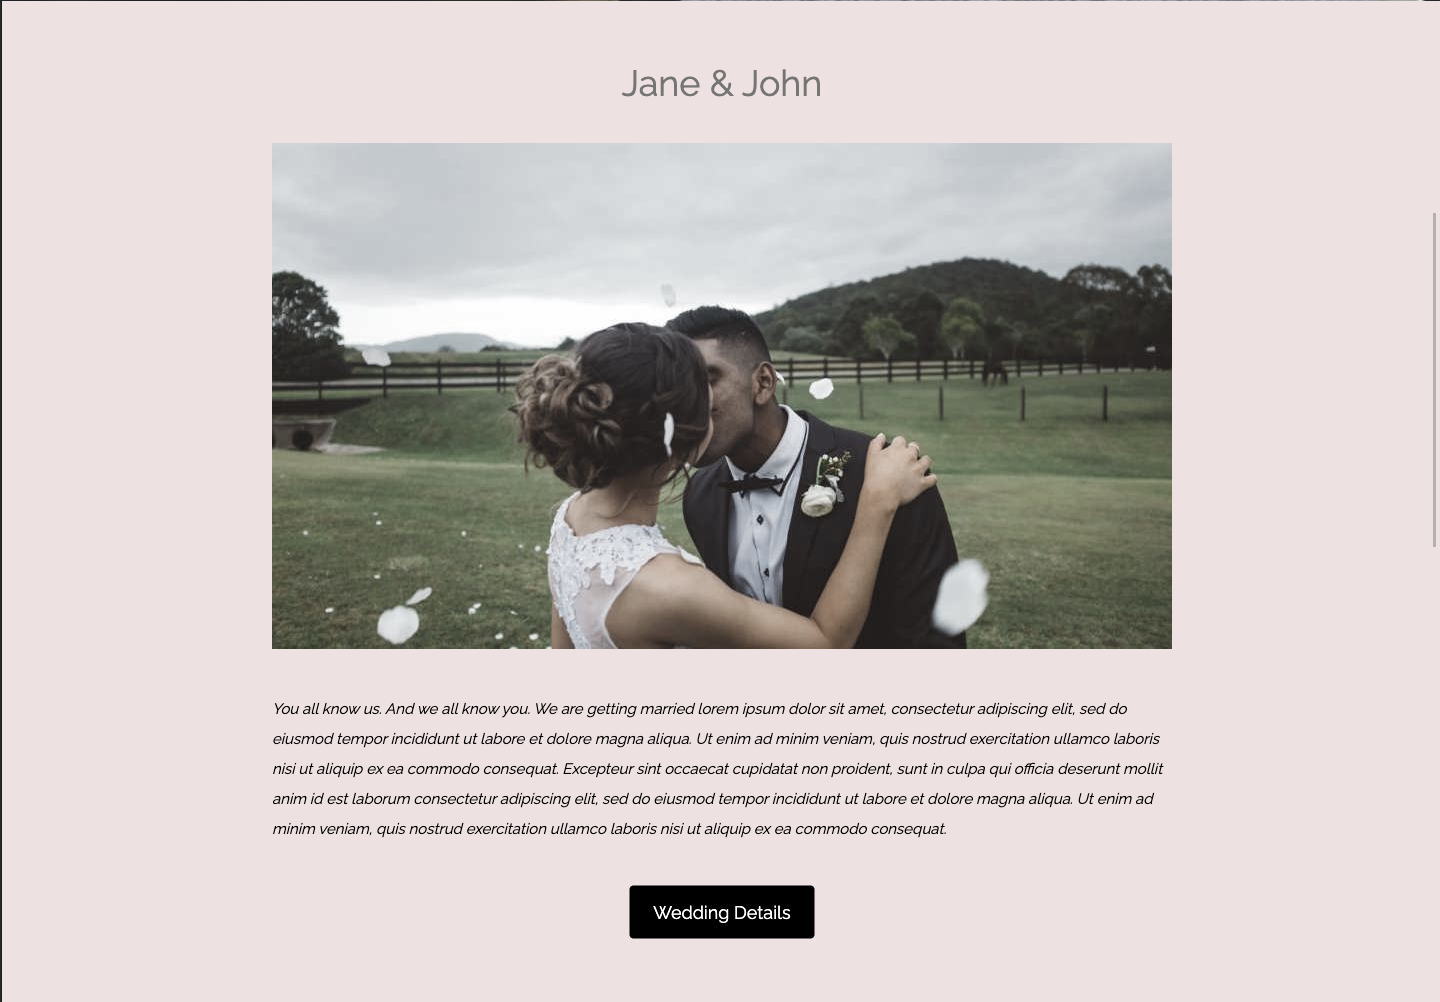 Jane & John
You all know us. And we all know you. We are getting married lorem ipsum dolor sit amet, consectetur adipiscing elit, sed do
eiusmod tempor incididunt ut labore et dolore magna aliqua. Ut enim ad minim veniam, quis nostrud exercitation ullamco laboris
nisi ut aliquip ex ea commodo consequat. Excepteur sint occaecat cupidatat non proident, sunt in culpa qui officia deserunt mollit
anim id est laborum consectetur adipiscing elit, sed do eiusmod tempor incididunt ut labore et dolore magna aliqua. Ut enim ad
minim veniam, quis nostrud exercitation ullamco laboris nisi ut aliquip ex ea commodo consequat.
Wedding Details